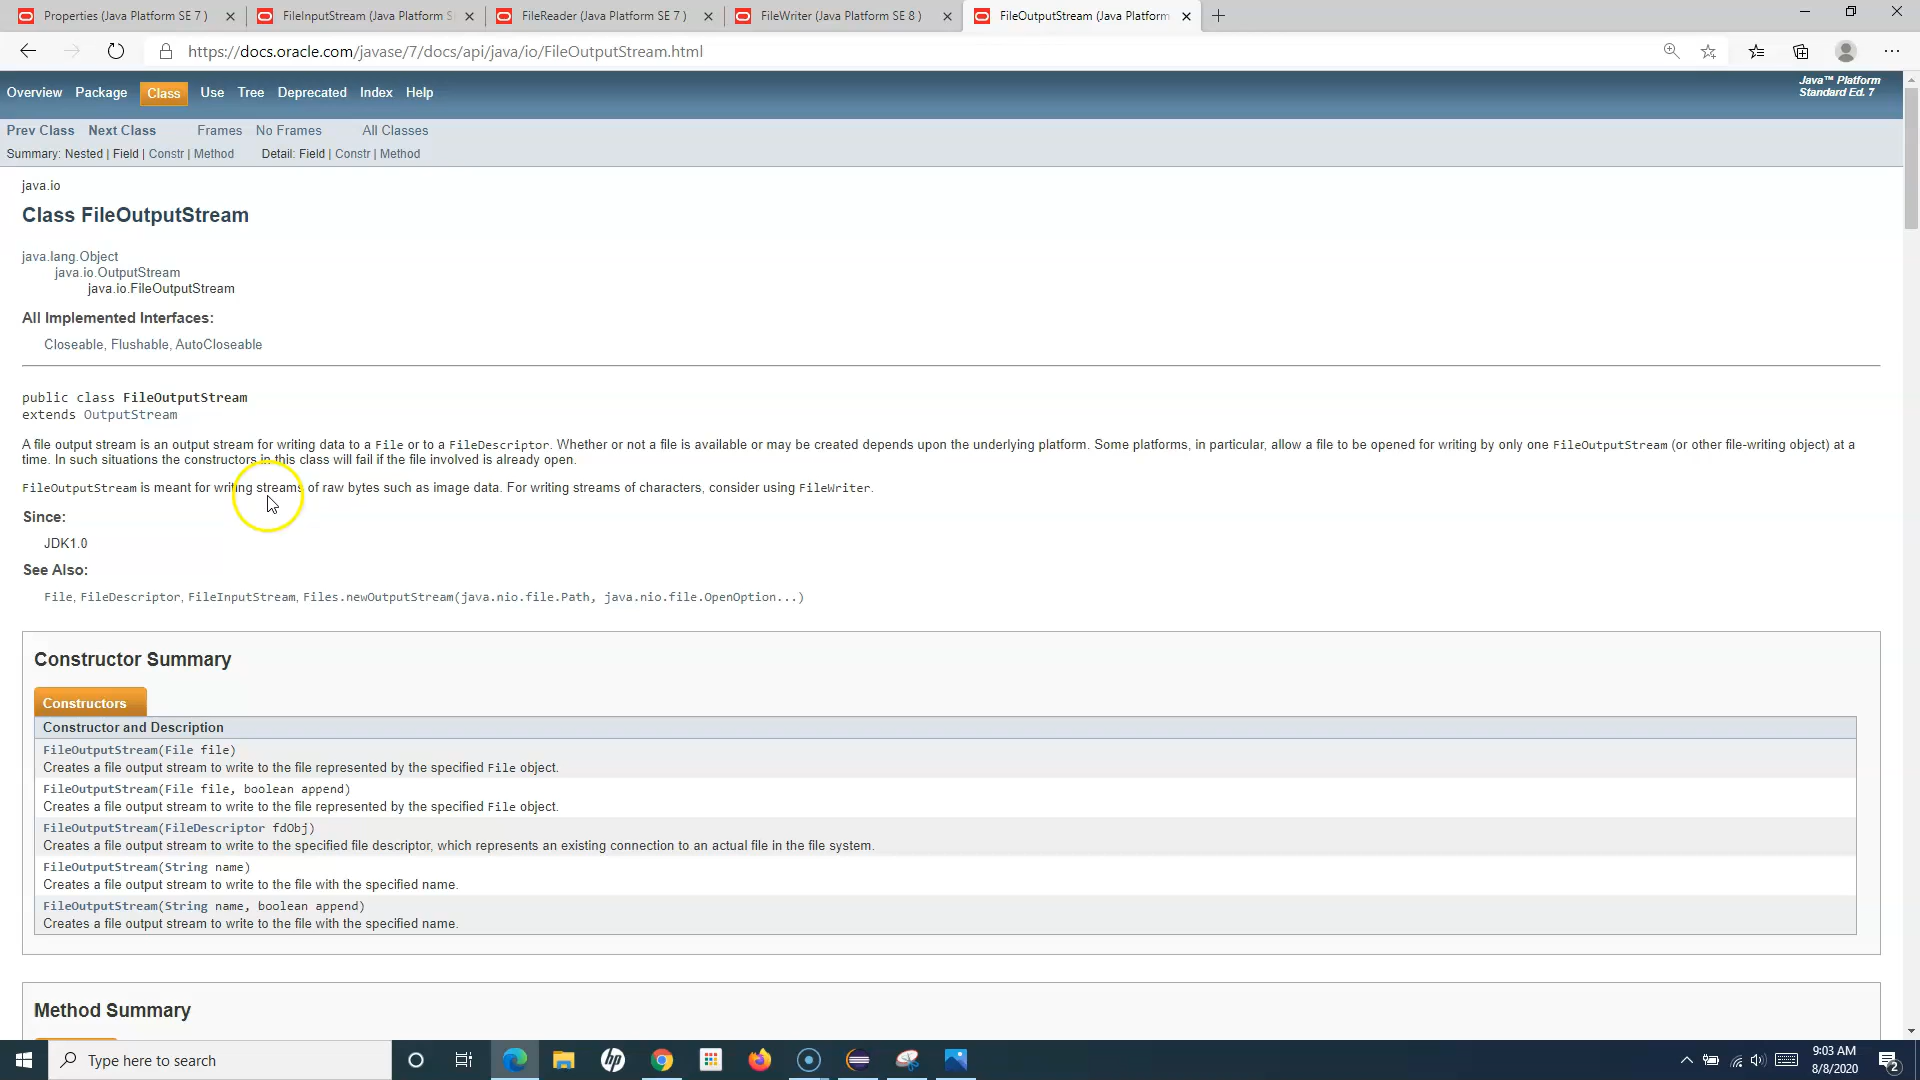 Properties (Java Platform SE 7 )
FileInputStream (Java Platform S
FileReader (Java Platform SE 7 )
FileWriter (Java Platform SE 8 )
FileOutputStream (Java Platform
https://docs.oracle.com/javase/7/docs/api/java/io/FileOutputStream.html
Overview Package Class Use Tree Deprecated Index Help
Java™ Platform
Standard Ed. 7
Prev Class Next Class Frames No Frames All Classes
Summary: Nested | Field | Constr | Method Detail: Field | Constr | Method
java.io
Class FileOutputStream
java.lang.Object
java.io.OutputStream
java.io.FileOutputStream
All Implemented Interfaces:
Closeable, Flushable, AutoCloseable
public class FileOutputStream
extends OutputStream
A file output stream is an output stream for writing data to a File or to a FileDescriptor. Whether or not a file is available or may be created depends upon the underlying platform. Some platforms, in particular, allow a file to be opened for writing by only one FileOutputStream (or other file-writing object) at a
time. In such situations the constructors in this class will fail if the file involved is already open.
FileOutputStream is meant for writing streams of raw bytes such as image data. For writing streams of characters, consider using FileWriter.
Since:
JDK1.0
See Also:
File, FileDescriptor, FileInputStream, Files.newOutputStream(java.nio.file.Path, java.nio.file.OpenOption...)
Constructor Summary
Constructors
Constructor and Description
FileOutputStream(File file)
Creates a file output stream to write to the file represented by the specified File object.
FileOutputStream(File file, boolean append)
Creates a file output stream to write to the file represented by the specified File object.
FileOutputStream(FileDescriptor fdObj)
Creates a file output stream to write to the specified file descriptor, which represents an existing connection to an actual file in the file system.
FileOutputStream(String name)
Creates a file output stream to write to the file with the specified name.
FileOutputStream(String name, boolean append)
Creates a file output stream to write to the file with the specified name.
Method Summary
Type here to search
hp
9:03 AM
8/8/2020
2